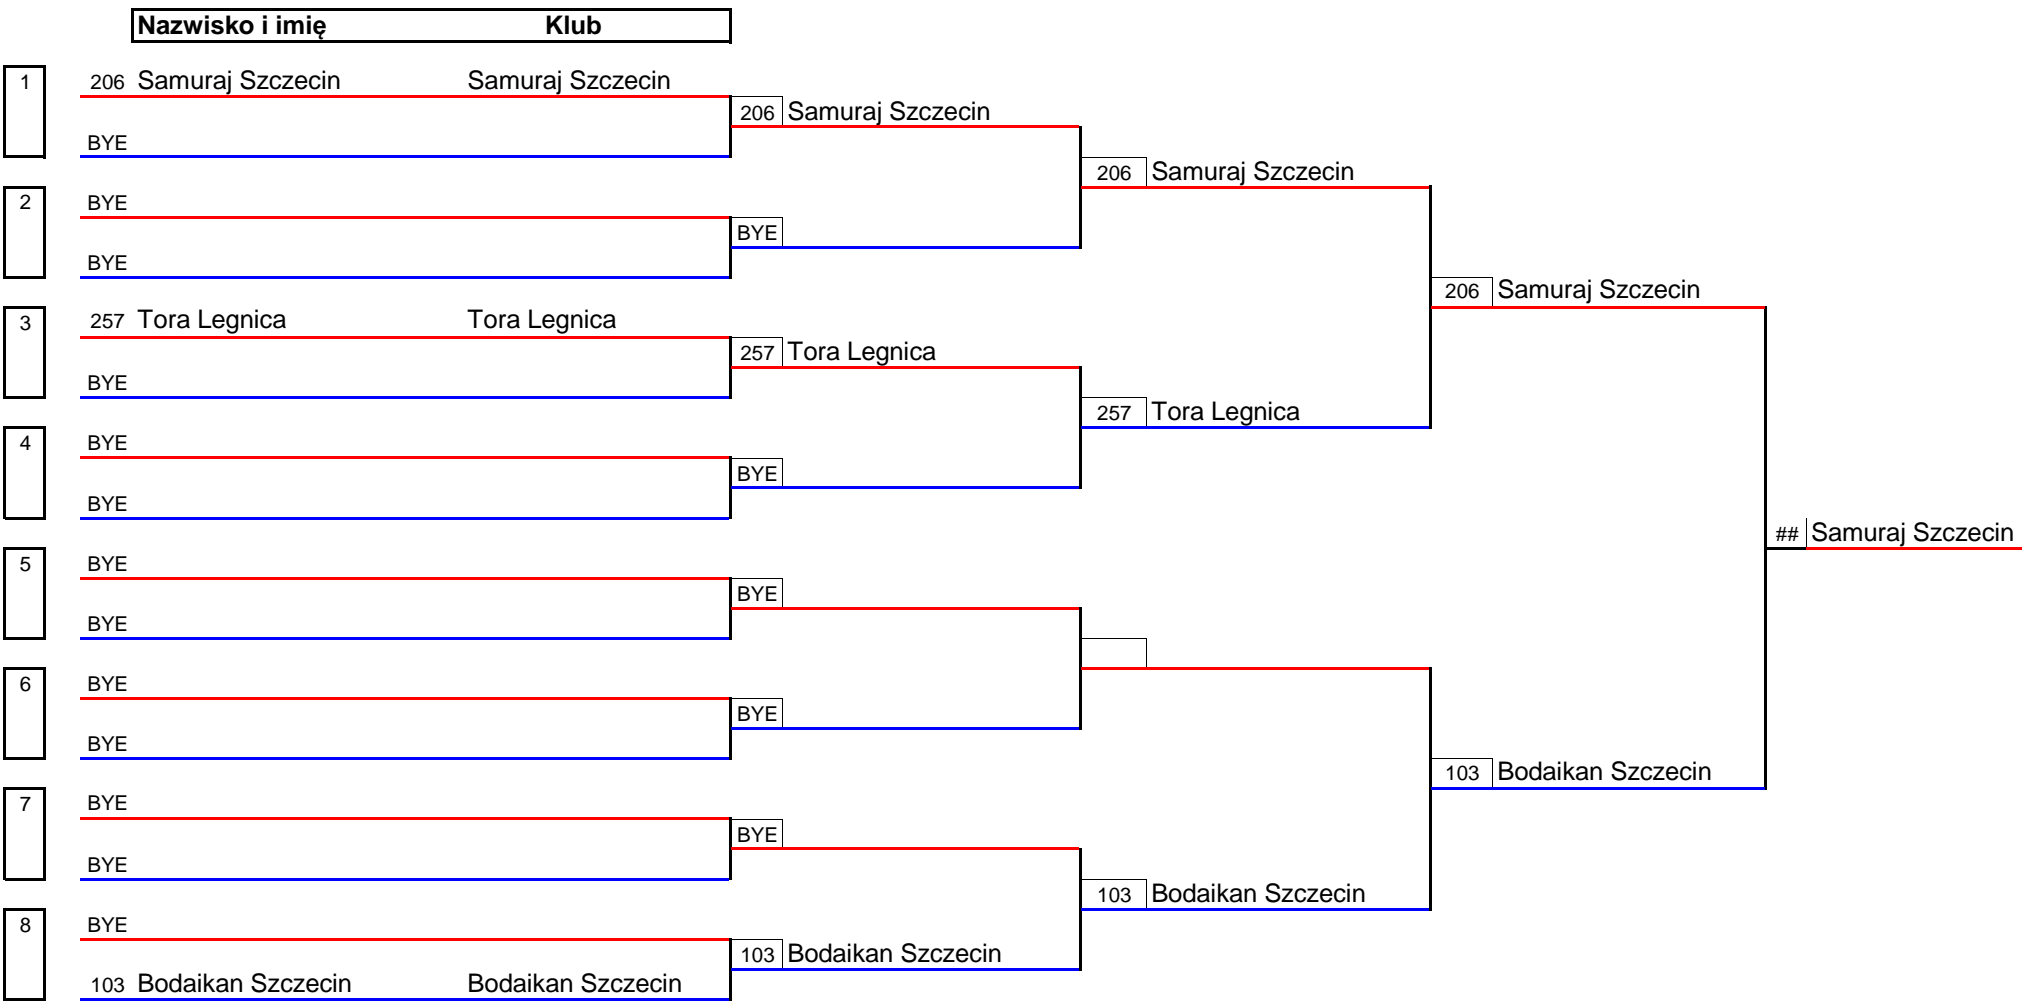 Nazwisko i imię Klub
1 206 Samuraj Szczecin Samuraj Szczecin
206 Samuraj Szczecin
BYE
206 Samuraj Szczecin
2 BYE
BYE
BYE
206 Samuraj Szczecin
3 257 Tora Legnica Tora Legnica
257 Tora Legnica
BYE
257 Tora Legnica
4 BYE
BYE
BYE
## Samuraj Szczecin
5 BYE
BYE
BYE
6 BYE
BYE
BYE
103 Bodaikan Szczecin
7 BYE
BYE
BYE
103 Bodaikan Szczecin
8 BYE
103 Bodaikan Szczecin
103 Bodaikan Szczecin Bodaikan Szczecin